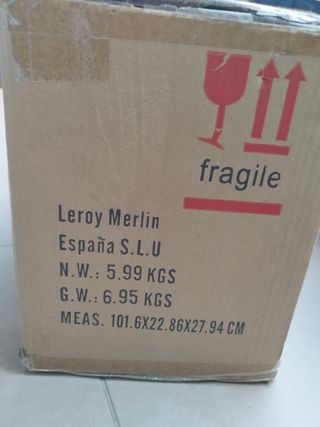 fragile
Leroy Merlin
España S.L.U
N.W.: 5.99 KGS
G.W.: 6.95 KGS
MEAS. 101.6X22.86X27.94 CM